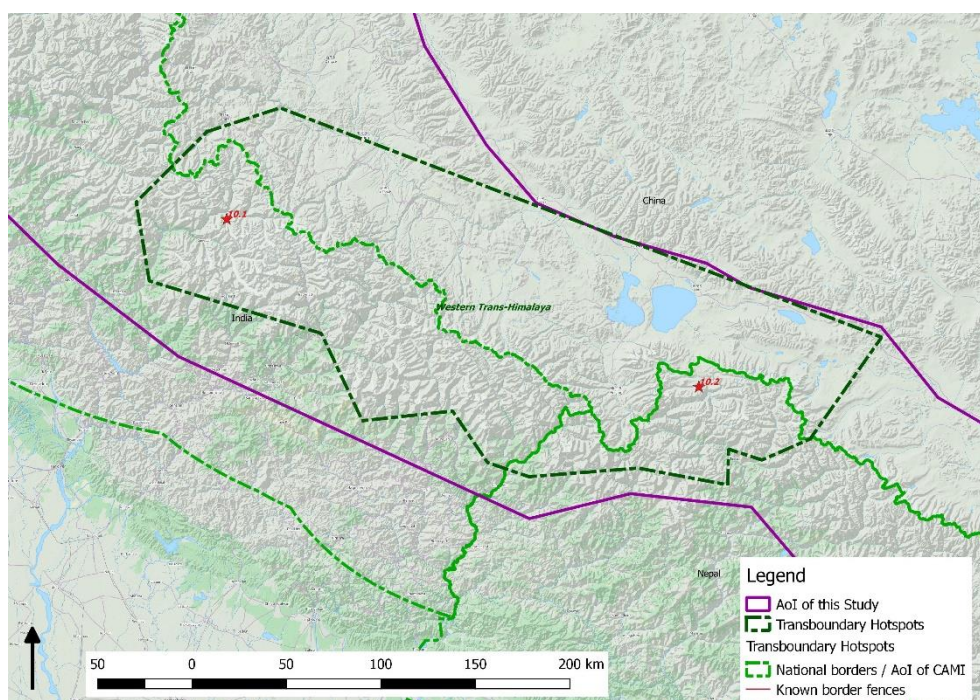 China
10.1
Western Trans-Himalaya
India
10.2
Nepal
Legend
AoI of this Study
Transboundary Hotspots
Transboundary Hotspots
National borders / AoI of CAMI
Known border fences
50 0 50 100 150 200 km